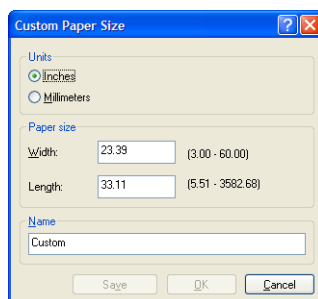 Custom Paper Size
Units
Inches
Millimeters
Paper size
Width: 23.39 (3.00 - 60.00)
Length: 33.11 (5.51 - 3582.68)
Name
Custom
Save OK Cancel